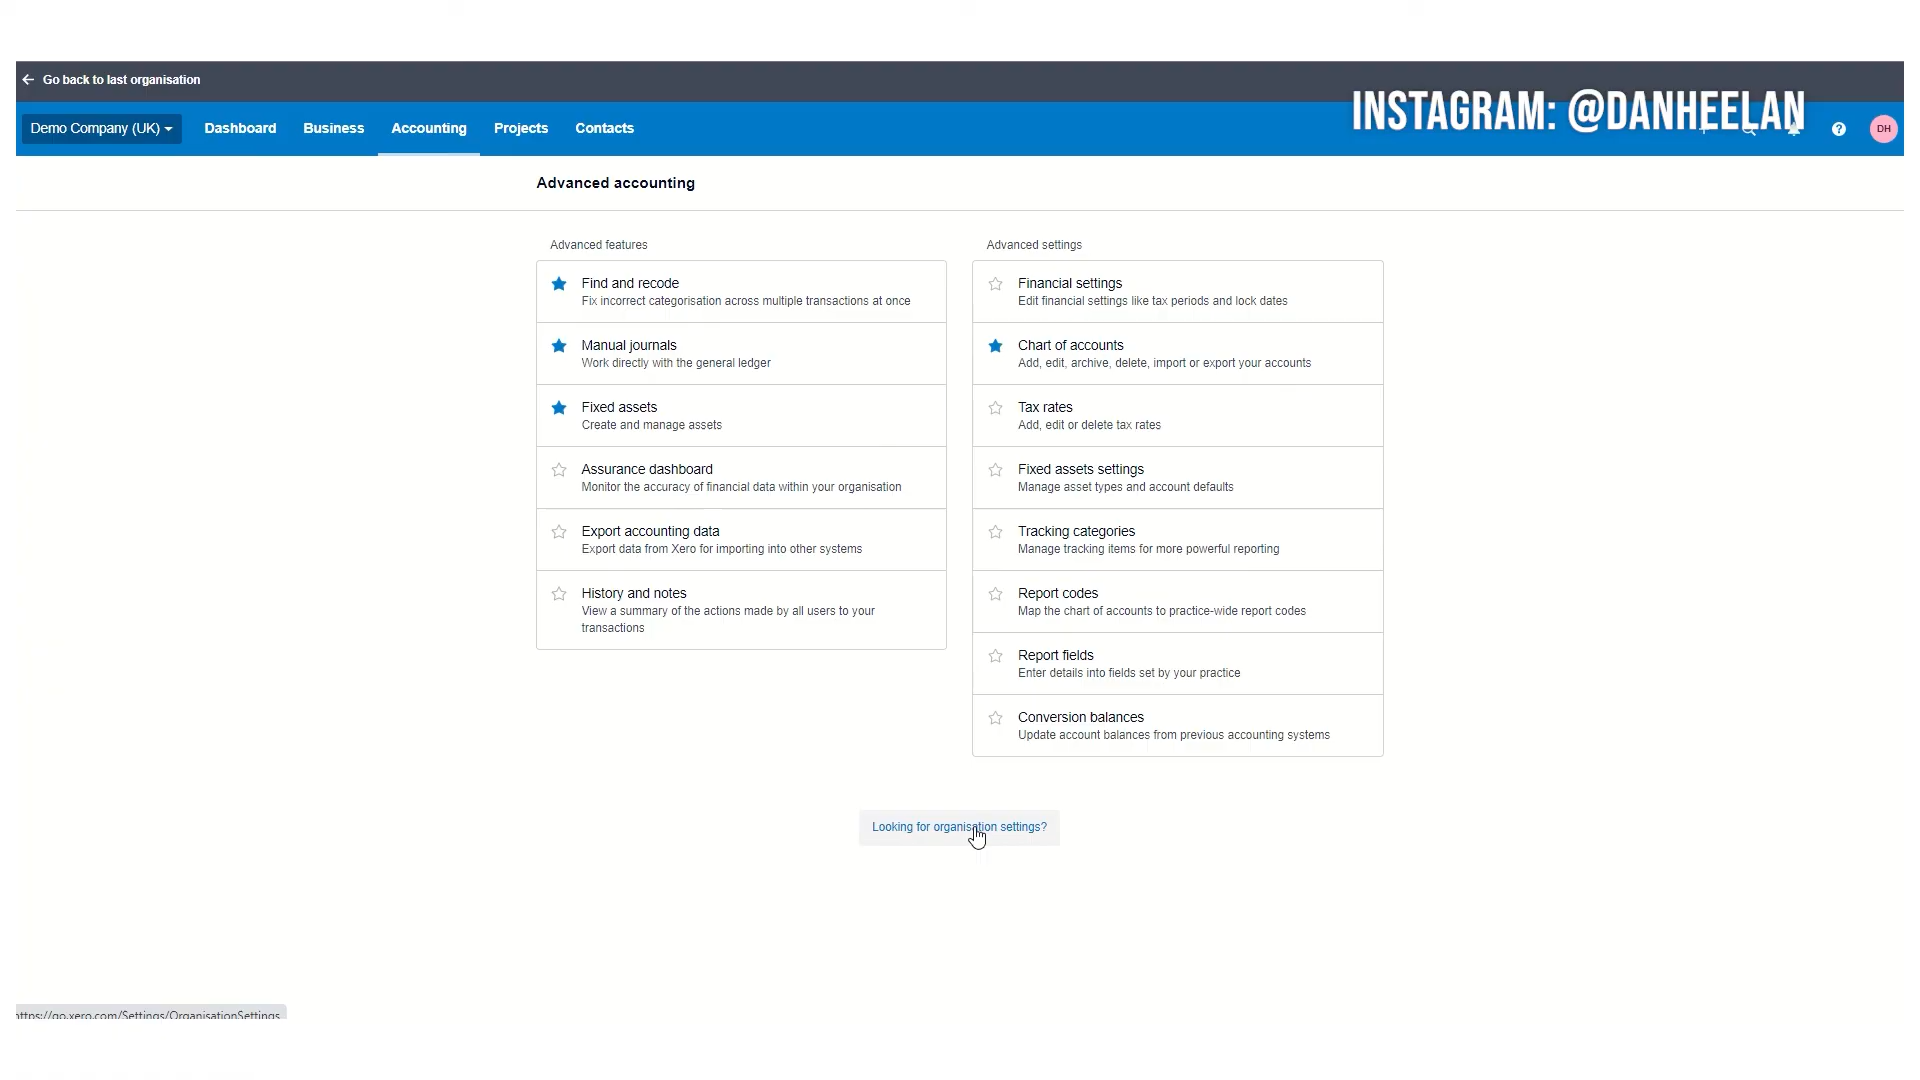 Go back to last organisation
INSTAGRAM: @DANHEELAN
Demo Company (UK)
Dashboard
Business
Accounting
Projects
Contacts
?
DH
Advanced accounting
Advanced features
Find and recode
Fix incorrect categorisation across multiple transactions at once
Manual journals
Work directly with the general ledger
Fixed assets
Create and manage assets
Assurance dashboard
Monitor the accuracy of financial data within your organisation
Export accounting data
Export data from Xero for importing into other systems
History and notes
View a summary of the actions made by all users to your
transactions
Advanced settings
Financial settings
Edit financial settings like tax periods and lock dates
Chart of accounts
Add, edit, archive, delete, import or export your accounts
Tax rates
Add, edit or delete tax rates
Fixed assets settings
Manage asset types and account defaults
Tracking categories
Manage tracking items for more powerful reporting
Report codes
Map the chart of accounts to practice-wide report codes
Report fields
Enter details into fields set by your practice
Conversion balances
Update account balances from previous accounting systems
Looking for organisation settings?
https://go.xero.com/Settings/OrganisationSettings